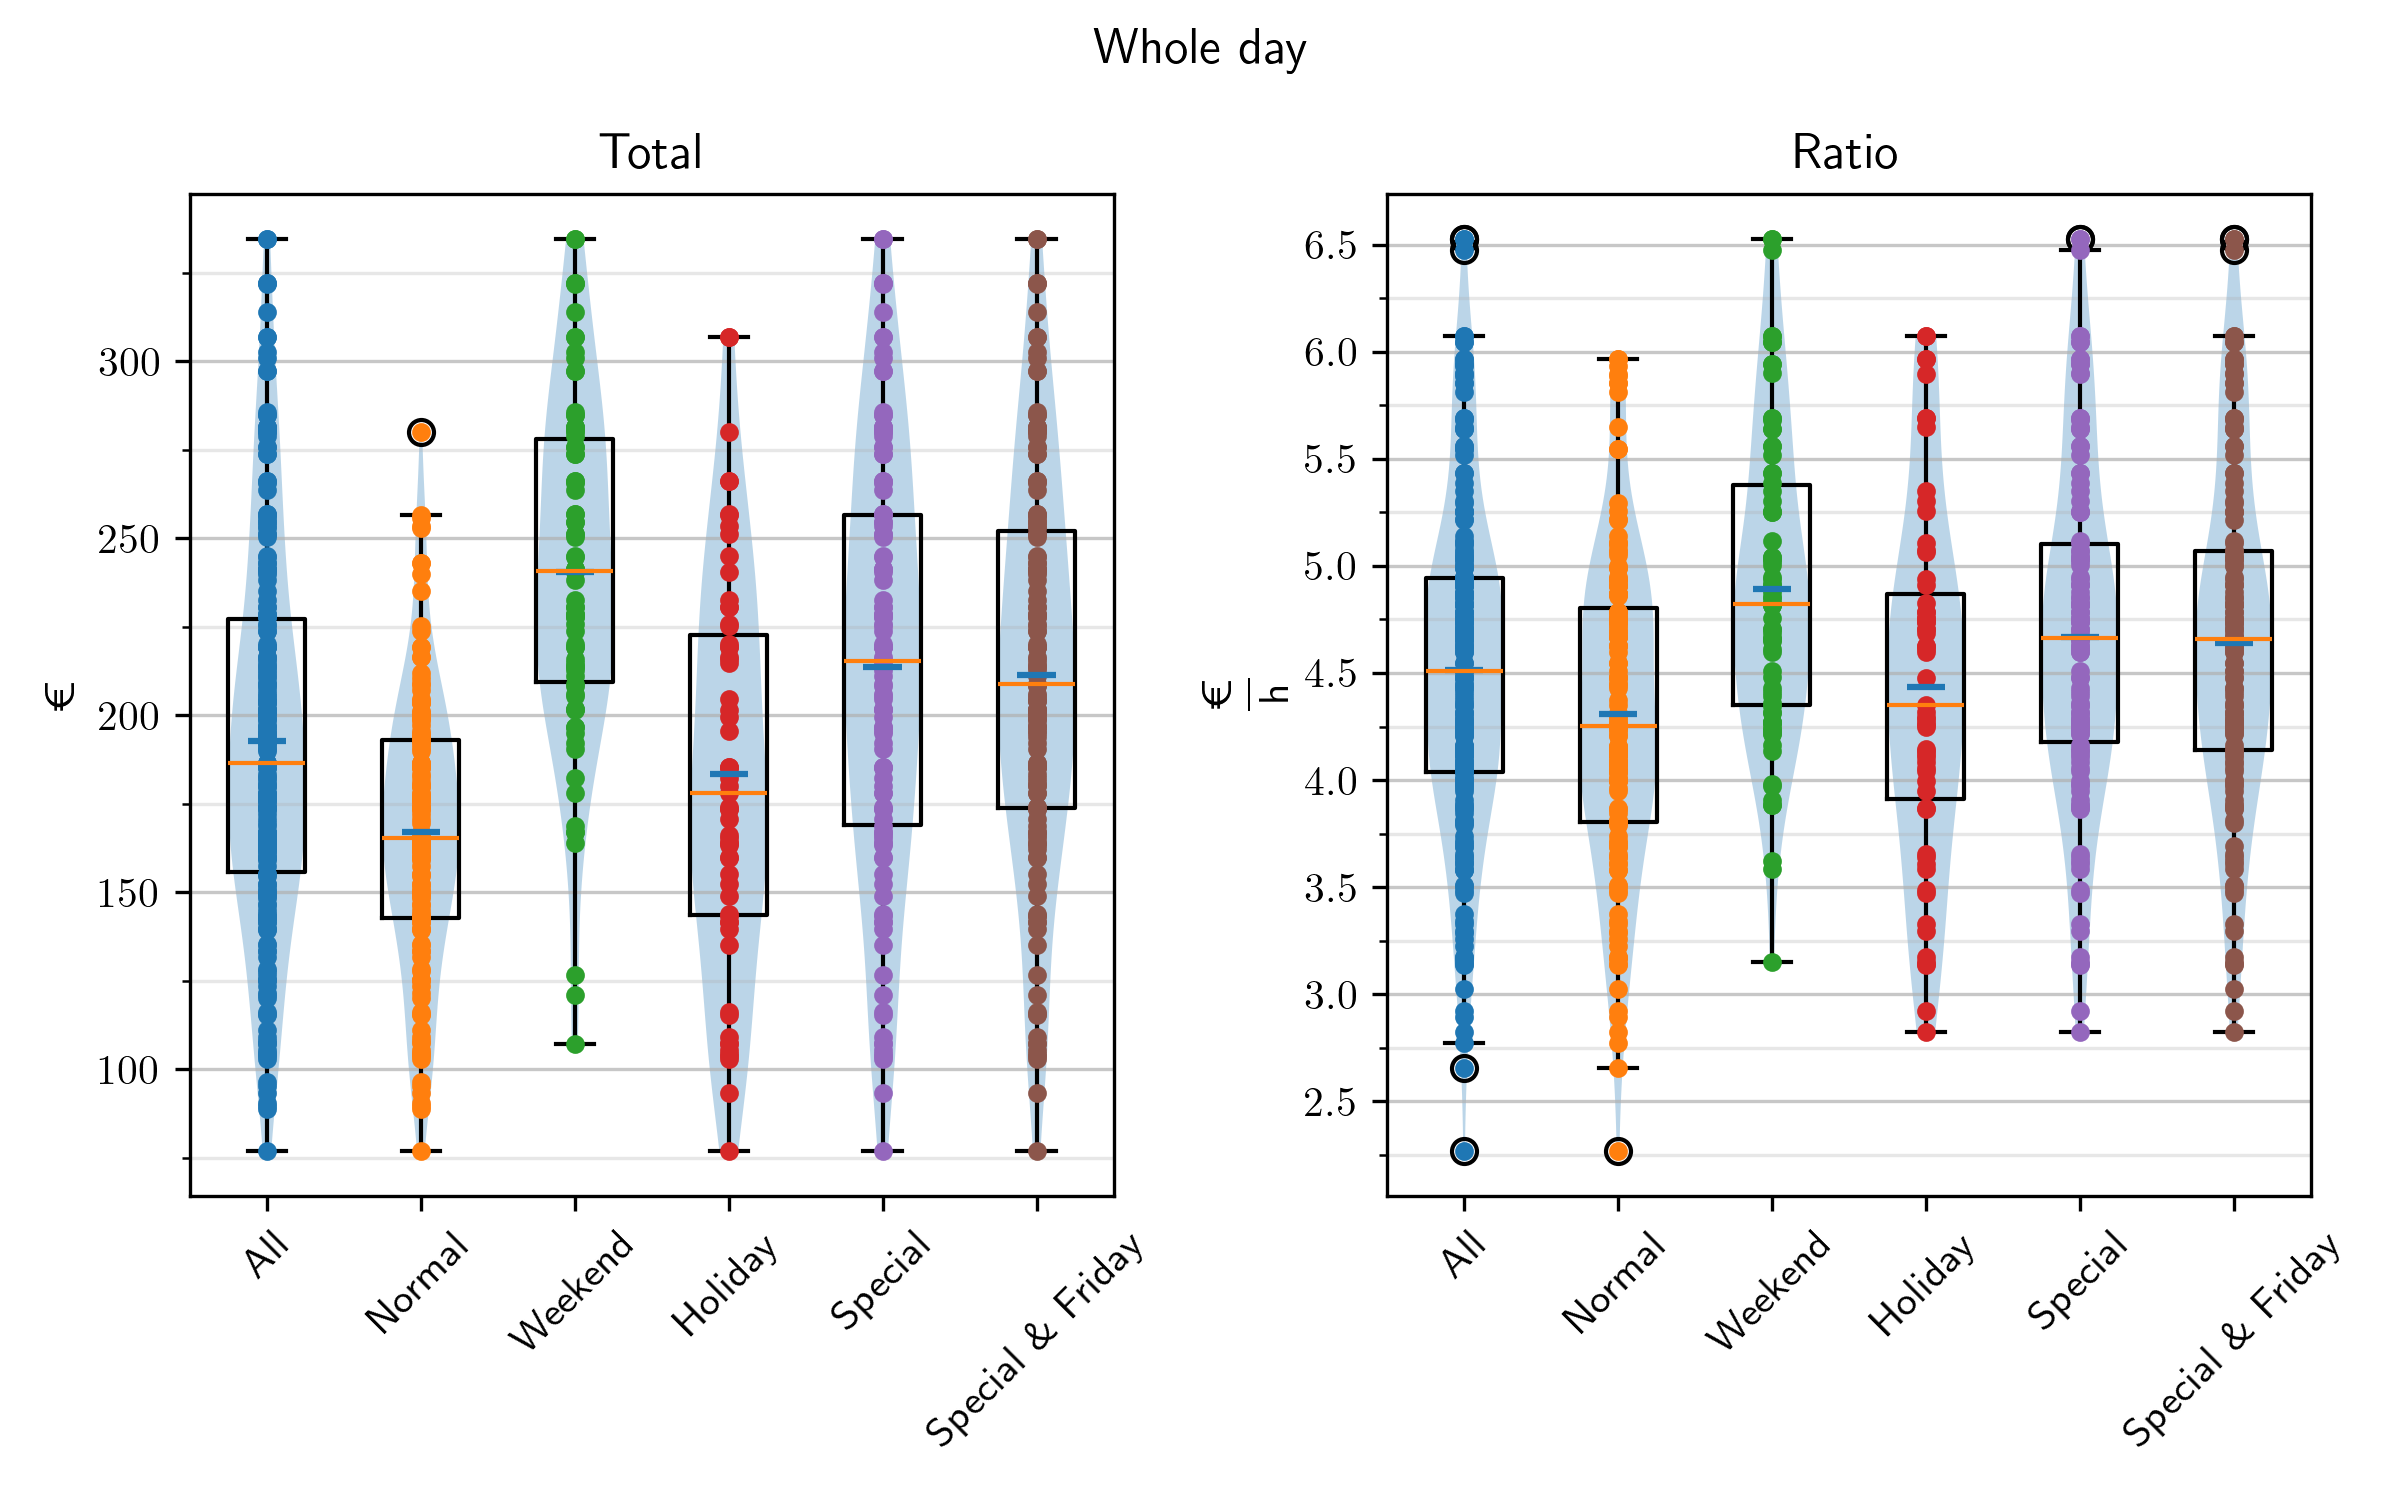 Whole day
Total
€
300
250
200
150
100
All
Normal
Weekend
Holiday
Special
Special & Friday
Ratio
€
h
6.5
6.0
5.5
5.0
4.5
4.0
3.5
3.0
2.5
All
Normal
Weekend
Holiday
Special
Special & Friday